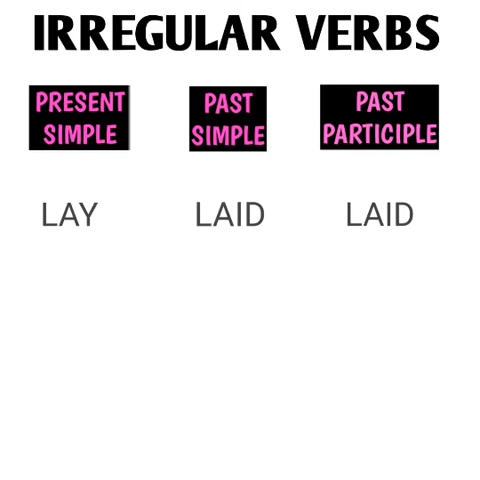 IRREGULAR VERBS
PRESENT SIMPLE
PAST SIMPLE
PAST PARTICIPLE
LAY LAID LAID